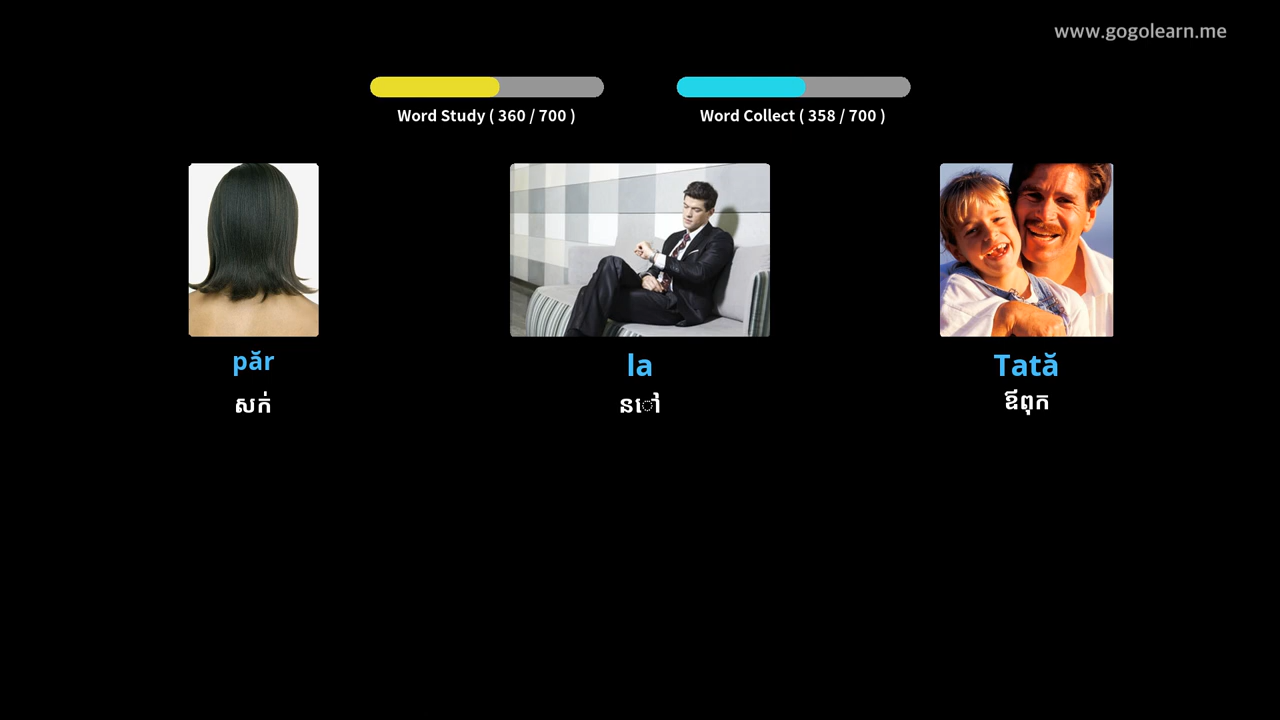 www.gogolearn.me
Word Study ( 360 / 700 )
Word Collect ( 358 / 700 )
păr
la
Tată
សក់
នៅ
ឪពុក